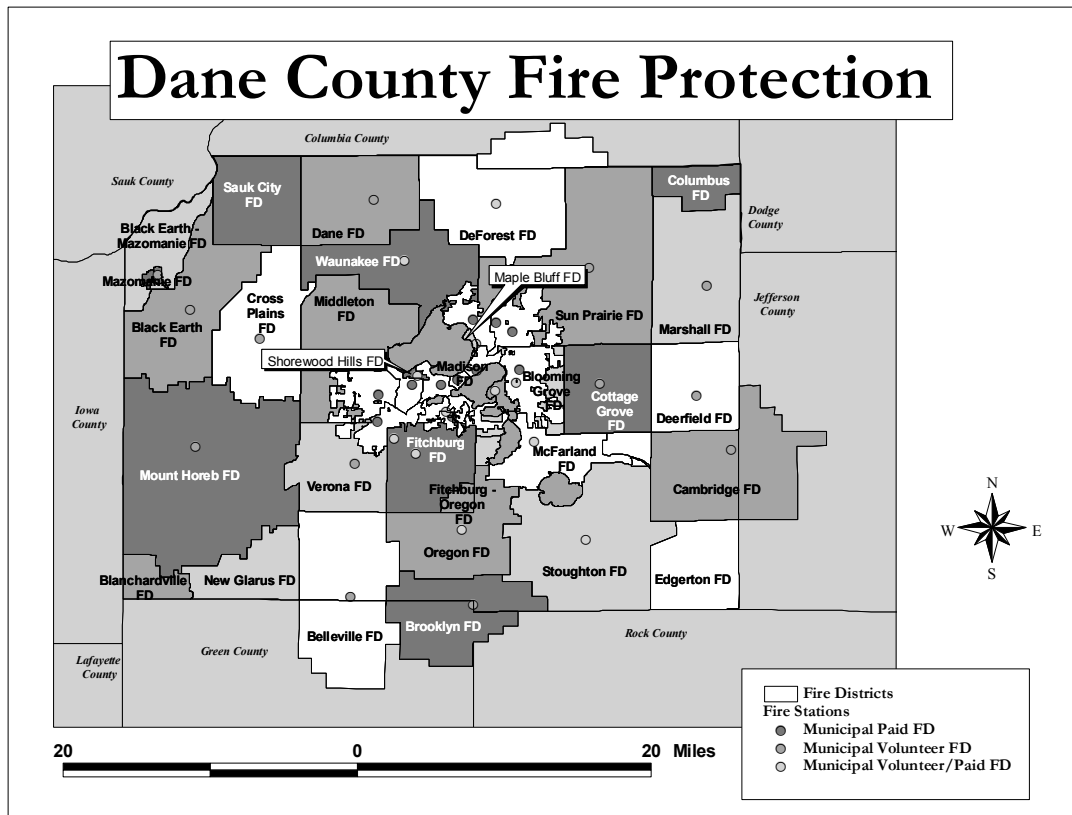 Dane County Fire Protection
Columbia County
Sauk County
Sauk City
FD
Columbus
FD
Dodge
County
Black Earth -
Mazomanie FD
Dane FD
DeForest FD
Waunakee FD
Maple Bluff FD
Mazomanie FD
Cross
Plains
FD
Middleton
FD
Jefferson
County
Black Earth
FD
Sun Prairie FD
Marshall FD
Shorewood Hills FD
Madison
FD
Blooming
Grove
FD
Cottage
Grove
FD
Deerfield FD
Iowa
County
Mount Horeb FD
Fitchburg
FD
McFarland
FD
Verona FD
Fitchburg -
Oregon
FD
Cambridge FD
N
W
E
S
Oregon FD
Stoughton FD
Blanchardville
FD
New Glarus FD
Edgerton FD
Belleville FD
Brooklyn FD
Rock County
Green County
Lafayette
County
Fire Districts
Fire Stations
Municipal Paid FD
Municipal Volunteer FD
Municipal Volunteer/Paid FD
20 0 20 Miles